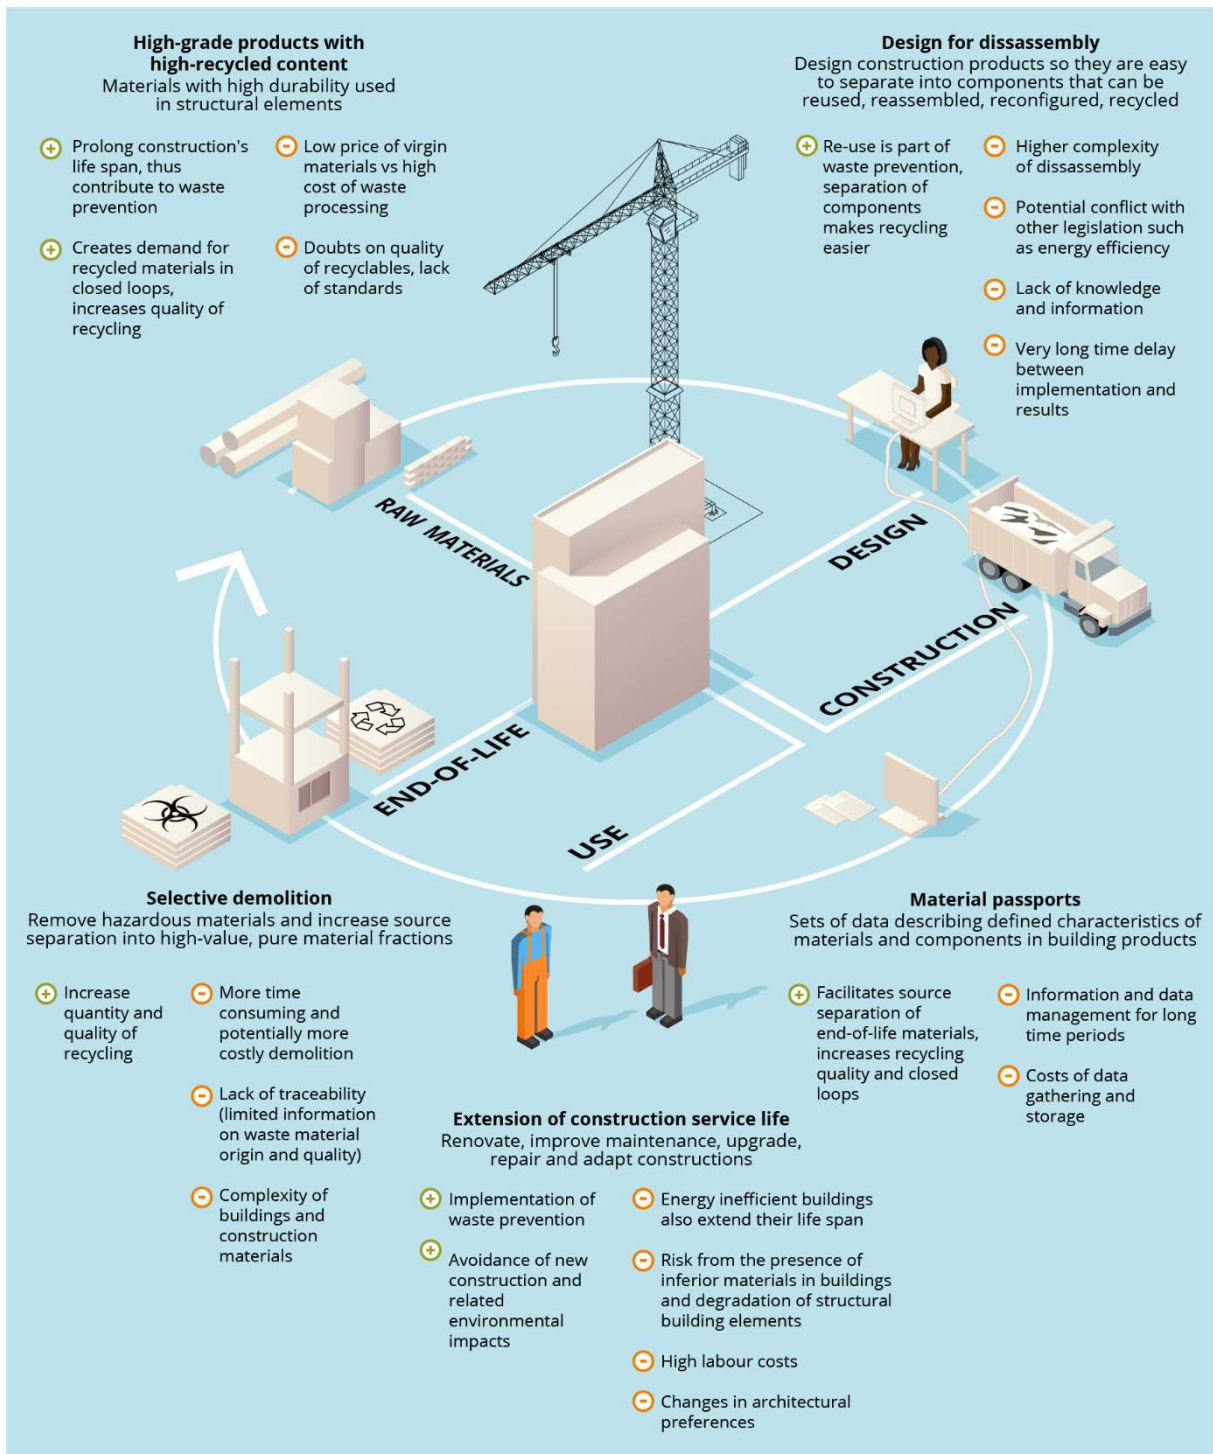 High-grade products with
high-recycled content
Materials with high durability used
in structural elements
Prolong construction's
life span, thus
contribute to waste
prevention
Creates demand for
recycled materials in
closed loops,
increases quality of
recycling
Low price of virgin
materials vs high
cost of waste
processing
Doubts on quality
of recyclables, lack
of standards
Design for dissassembly
Design construction products so they are easy
to separate into components that can be
reused, reassembled, reconfigured, recycled
Re-use is part of
waste prevention,
separation of
components
makes recycling
easier
Higher complexity
of disassembly
Potential conflict with
other legislation such
as energy efficiency
Lack of knowledge
and information
Very long time delay
between
implementation and
results
RAW MATERIALS
DESIGN
CONSTRUCTION
END-OF-LIFE
USE
Selective demolition
Remove hazardous materials and increase source
separation into high-value, pure material fractions
Increase
quantity and
quality of
recycling
More time
consuming and
potentially more
costly demolition
Lack of traceability
(limited information
on waste material
origin and quality)
Complexity of
buildings and
construction
materials
Extension of construction service life
Renovate, improve maintenance, upgrade,
repair and adapt constructions
Implementation of
waste prevention
Avoidance of new
construction and
related
environmental
impacts
Energy inefficient buildings
also extend their life span
Risk from the presence of
inferior materials in buildings
and degradation of structural
building elements
High labour costs
Changes in architectural
preferences
Material passports
Sets of data describing defined characteristics of
materials and components in building products
Facilitates source
separation of
end-of-life materials,
increases recycling
quality and closed
loops
Information and data
management for long
time periods
Costs of data
gathering and
storage